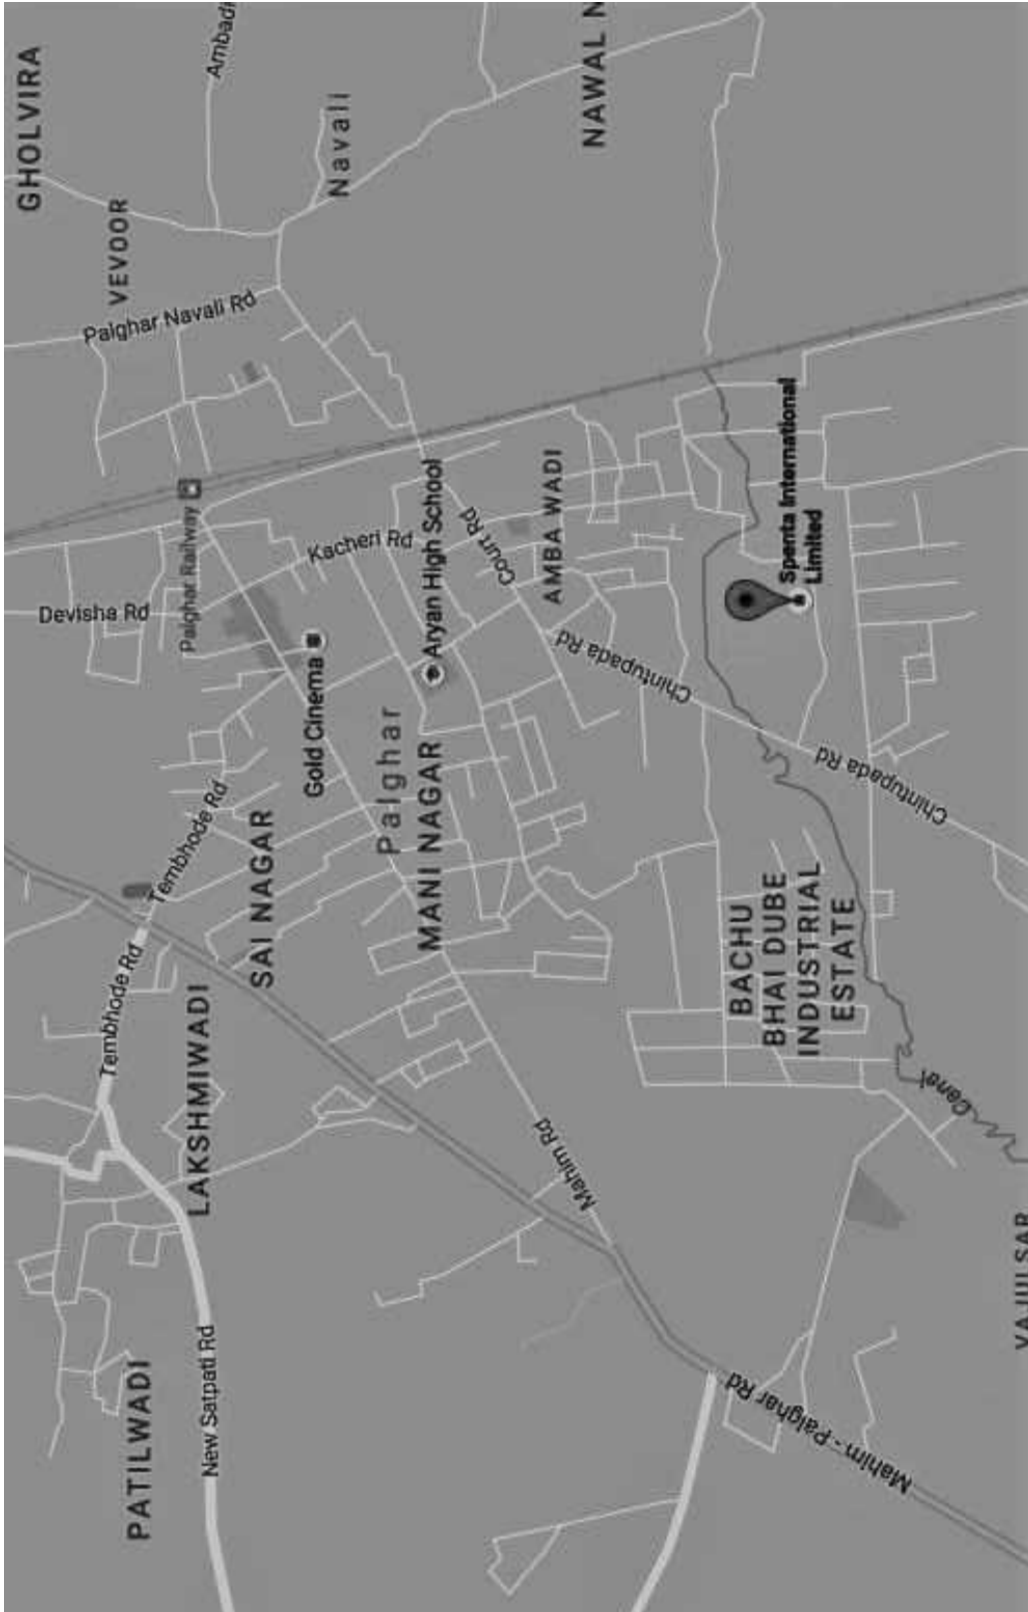 GHOLVIRA
VEVOOR
Ambadi
Palghar Navali Rd
Devisha Rd
Tembhode Rd
PATILWADI
LAKSHMIWADI
Palghar Railway
Tembhode Rd
New Satpati Rd
SAI NAGAR
Gold Cinema
Navali
Kacheri Rd
Palghar
MANI NAGAR
Aryan High School
Court Rd
AMBA WADI
Mahim Rd
NAWAL N
Chintupada Rd
Spenta International
Limited
BACHU
BHAI DUBE
INDUSTRIAL
ESTATE
Mahim - Palghar Rd
Chintupada Rd
Canal